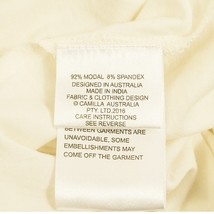 92% MODAL 8% SPANDEX
DESIGNED IN AUSTRALIA
MADE IN INDIA
FABRIC & CLOTHING DESIGN
© CAMILLA AUSTRALIA
PTY. LTD. 2016
CARE INSTRUCTIONS
SEE REVERSE
BETWEEN GARMENTS ARE
UNAVOIDABLE, SOME
EMBELLISHMENTS MAY
COME OFF THE GARMENT